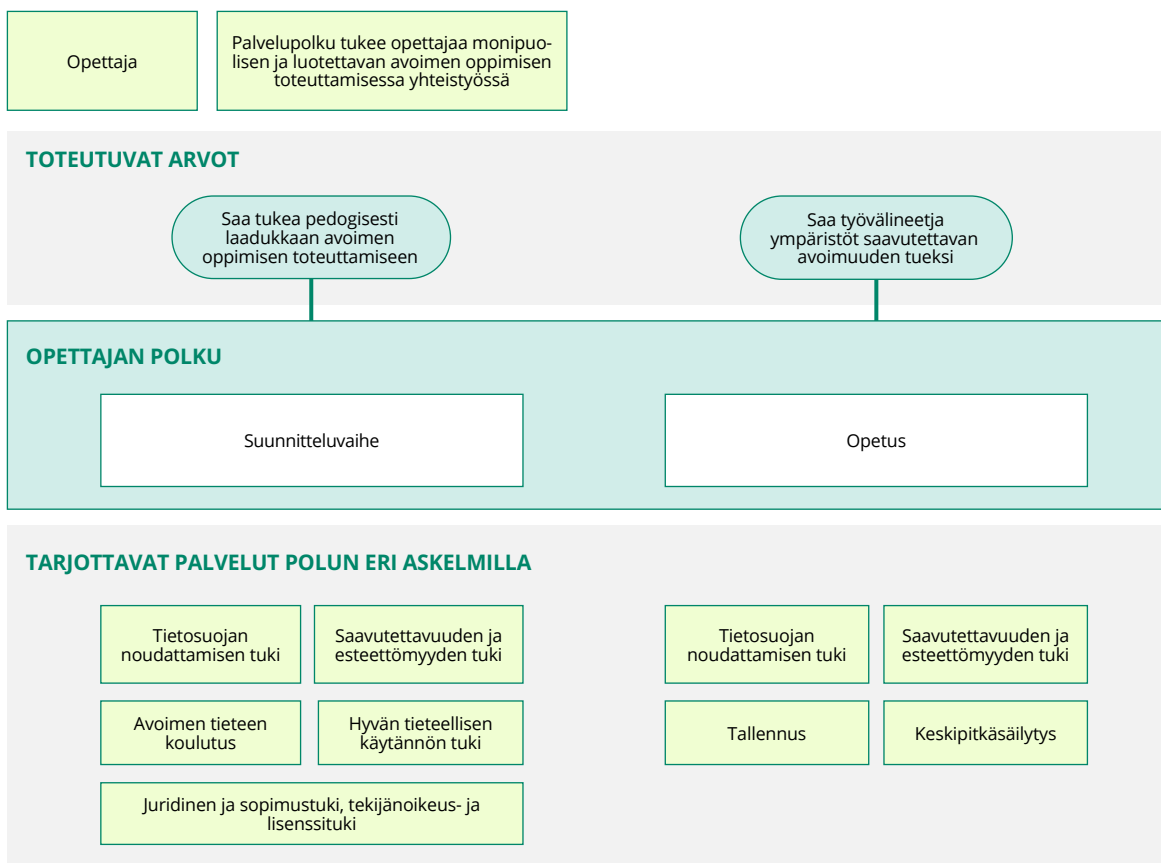 Opettaja
Palvelupolku tukee opettajaa monipuo-
lisen ja luotettavan avoimen oppimisen
toteuttamisessa yhteistyössä
TOTEUTUVAT ARVOT
Saa tukea pedogisesti
laadukkaan avoimen
oppimisen toteuttamiseen
Saa työvälineetja
ympäristöt saavutettavan
avoimuuden tueksi
OPETTAJAN POLKU
Suunnitteluvaihe
Opetus
TARJOTTAVAT PALVELUT POLUN ERI ASKELMILLA
Tietosuojan
noudattamisen tuki
Saavutettavuuden ja
esteettömyyden tuki
Tietosuojan
noudattamisen tuki
Saavutettavuuden ja
esteettömyyden tuki
Avoimen tieteen
koulutus
Hyvän tieteellisen
käytännön tuki
Tallennus
Keskipitkäsäilytys
Juridinen ja sopimustuki, tekijänoikeus- ja
lisenssituki